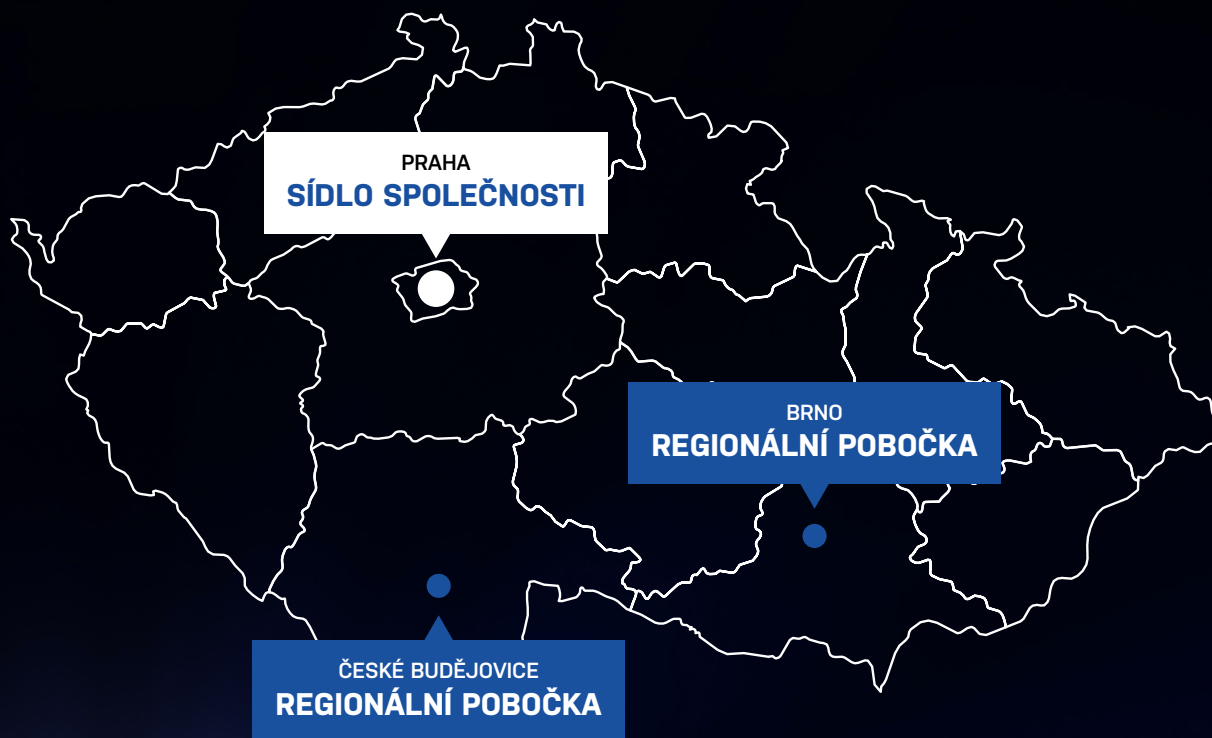 PRAHA
SÍDLO SPOLEČNOSTI
BRNO
REGIONÁLNÍ POBOČKA
ČESKÉ BUDĚJOVICE
REGIONÁLNÍ POBOČKA